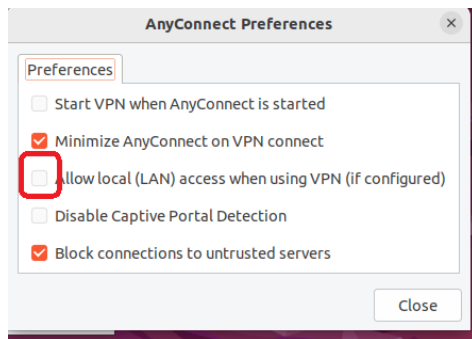 AnyConnect Preferences
Preferences
Start VPN when AnyConnect is started
Minimize AnyConnect on VPN connect
Allow local (LAN) access when using VPN (if configured)
Disable Captive Portal Detection
Block connections to untrusted servers
Close